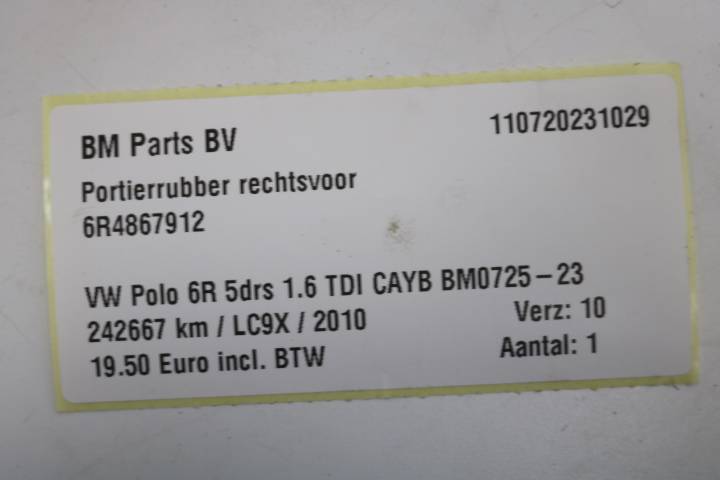 BM Parts BV 110720231029
Portierrubber rechtsvoor
6R4867912
VW Polo 6R 5drs 1.6 TDI CAYB BM0725-23
242667 km / LC9X / 2010 Verz: 10
19.50 Euro incl. BTW Aantal: 1